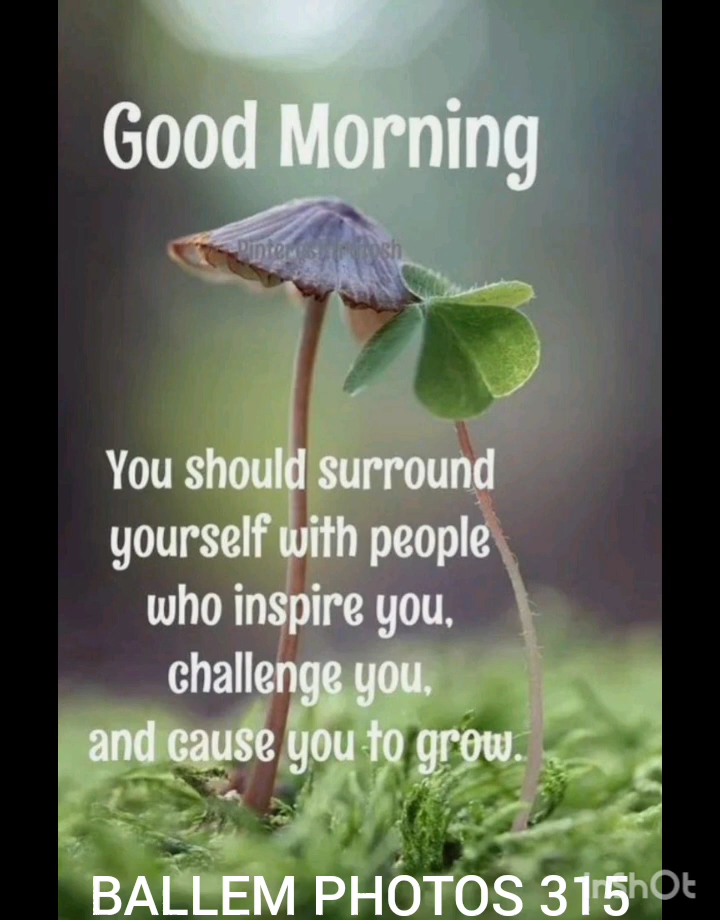 Good Morning
You should surround
yourself with people
who inspire you,
challenge you,
and cause you to grow.
BALLEM PHOTOS 315